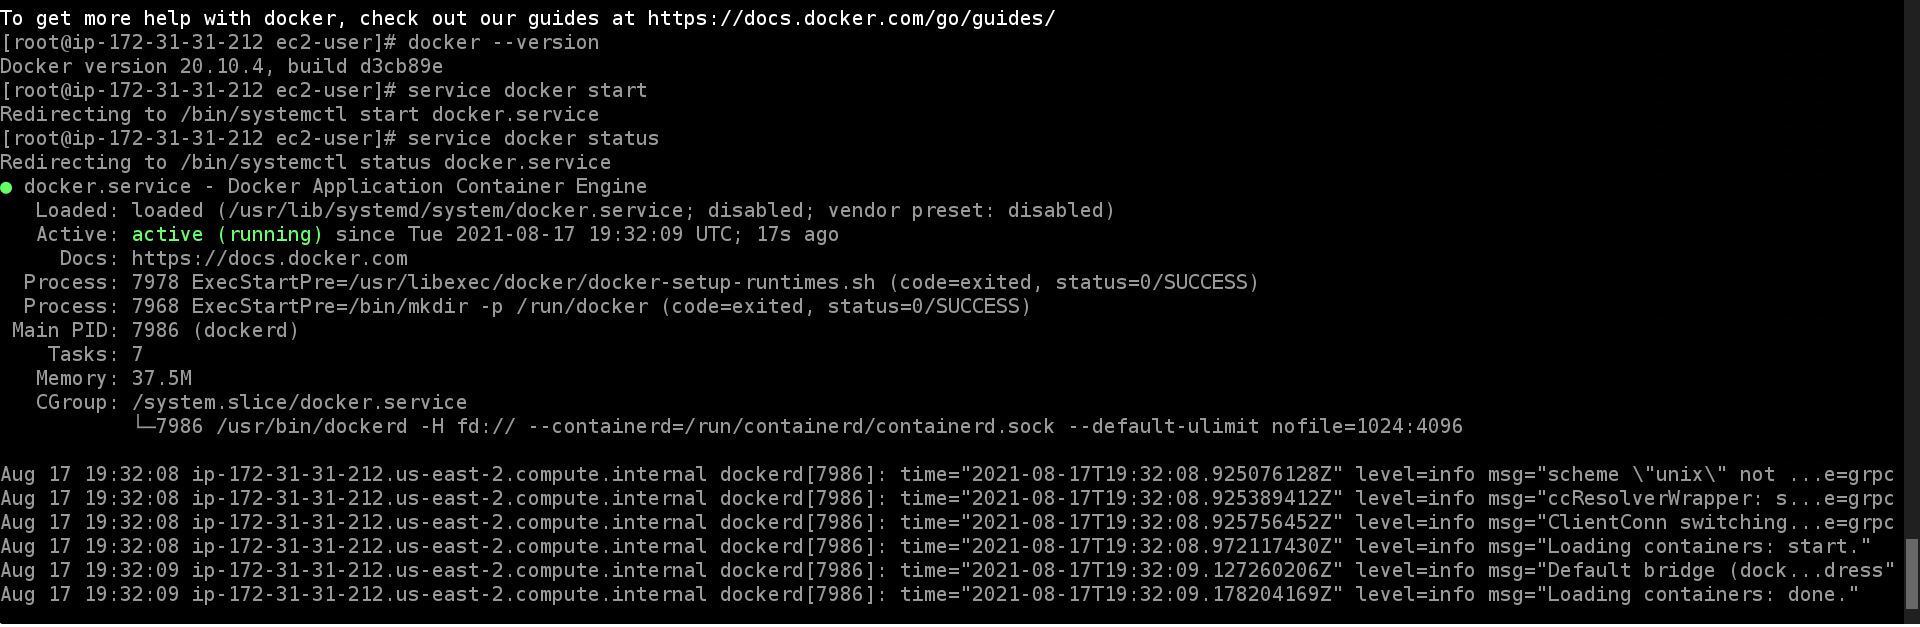 To get more help with docker, check out our guides at https://docs.docker.com/go/guides/
[root@ip-172-31-31-212 ec2-user]# docker --version
Docker version 20.10.4, build d3cb89e
[root@ip-172-31-31-212 ec2-user]# service docker start
Redirecting to /bin/systemctl start docker.service
[root@ip-172-31-31-212 ec2-user]# service docker status
Redirecting to /bin/systemctl status docker.service
● docker.service - Docker Application Container Engine
   Loaded: loaded (/usr/lib/systemd/system/docker.service; disabled; vendor preset: disabled)
   Active: active (running) since Tue 2021-08-17 19:32:09 UTC; 17s ago
     Docs: https://docs.docker.com
  Process: 7978 ExecStartPre=/usr/libexec/docker/docker-setup-runtimes.sh (code=exited, status=0/SUCCESS)
  Process: 7968 ExecStartPre=/bin/mkdir -p /run/docker (code=exited, status=0/SUCCESS)
 Main PID: 7986 (dockerd)
    Tasks: 7
   Memory: 37.5M
   CGroup: /system.slice/docker.service
           └─7986 /usr/bin/dockerd -H fd:// --containerd=/run/containerd/containerd.sock --default-ulimit nofile=1024:4096
Aug 17 19:32:08 ip-172-31-31-212.us-east-2.compute.internal dockerd[7986]: time="2021-08-17T19:32:08.925076128Z" level=info msg="scheme \"unix\" not ...e=grpc
Aug 17 19:32:08 ip-172-31-31-212.us-east-2.compute.internal dockerd[7986]: time="2021-08-17T19:32:08.925389412Z" level=info msg="ccResolverWrapper: s...e=grpc
Aug 17 19:32:08 ip-172-31-31-212.us-east-2.compute.internal dockerd[7986]: time="2021-08-17T19:32:08.925756452Z" level=info msg="ClientConn switching...e=grpc
Aug 17 19:32:08 ip-172-31-31-212.us-east-2.compute.internal dockerd[7986]: time="2021-08-17T19:32:08.972117430Z" level=info msg="Loading containers: start."
Aug 17 19:32:09 ip-172-31-31-212.us-east-2.compute.internal dockerd[7986]: time="2021-08-17T19:32:09.127260206Z" level=info msg="Default bridge (dock...dress"
Aug 17 19:32:09 ip-172-31-31-212.us-east-2.compute.internal dockerd[7986]: time="2021-08-17T19:32:09.178204169Z" level=info msg="Loading containers: done."